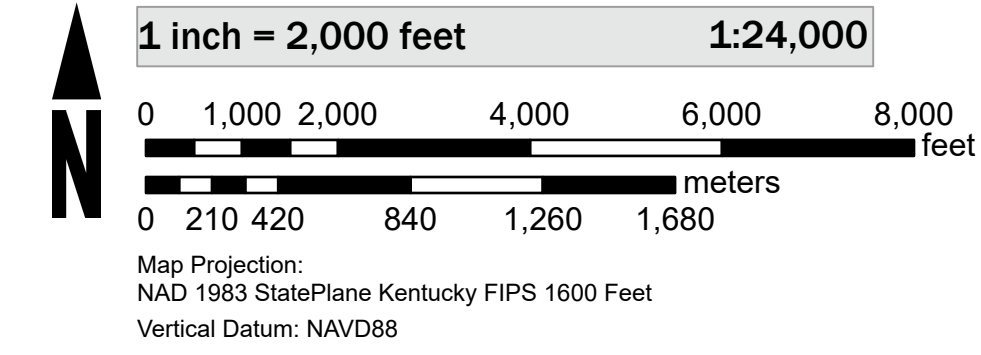 1 inch = 2,000 feet 1:24,000
0 1,000 2,000 4,000 6,000 8,000
feet
meters
0 210 420 840 1,260 1,680
N
Map Projection:
NAD 1983 StatePlane Kentucky FIPS 1600 Feet
Vertical Datum: NAVD88